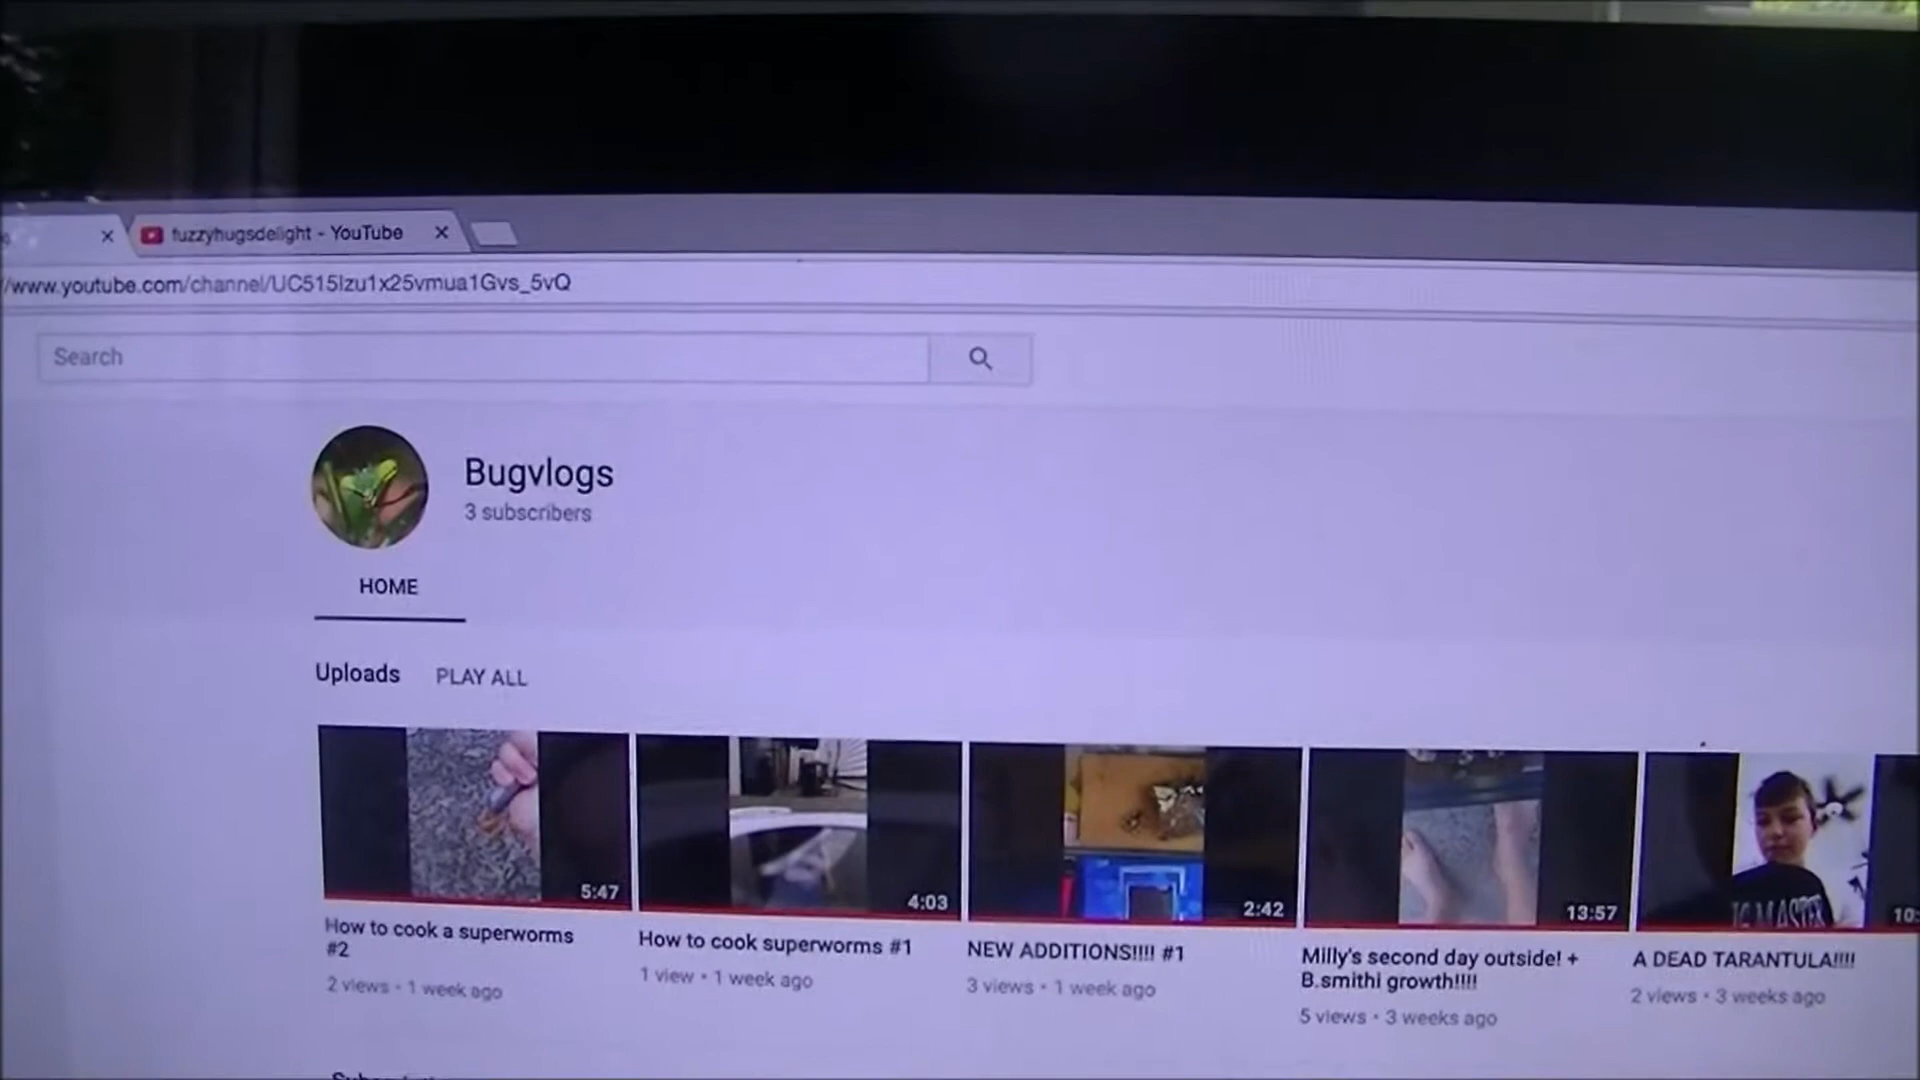 fuzzyhugsdelight - YouTube
/www.youtube.com/channel/UC515lzu1x25vmua1Gvs_5vQ
Search
Bugvlogs
3 subscribers
HOME
Uploads PLAY ALL
5:47
4:03
2:42
13:57
10:
How to cook a superworms
#2
2 views • 1 week ago
How to cook superworms #1
1 view • 1 week ago
NEW ADDITIONS!!!! #1
3 views • 1 week ago
Milly's second day outside! +
B.smithi growth!!!!
5 views • 3 weeks ago
A DEAD TARANTULA!!!!
2 views • 3 weeks ago